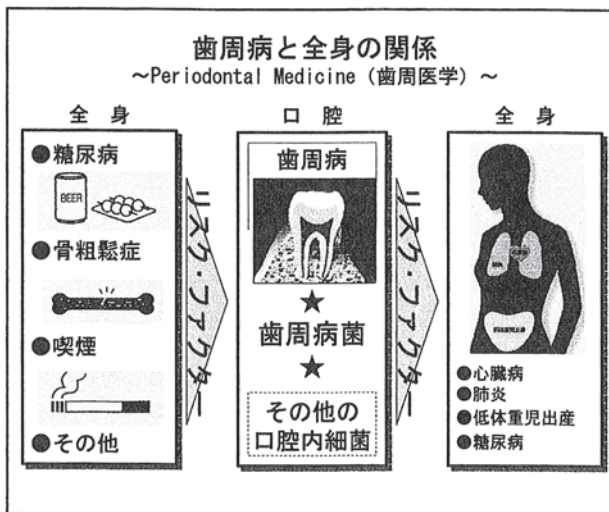 歯周病と全身の関係
～Periodontal Medicine（歯周医学）～
全身
●糖尿病
BEER
●骨粗鬆症
●喫煙
●その他
リスク・ファクター
口腔
歯周病
★
歯周病菌
★
その他の
口腔内細菌
リスク・ファクター
全身
●心臓病
●肺炎
●低体重児出産
●糖尿病